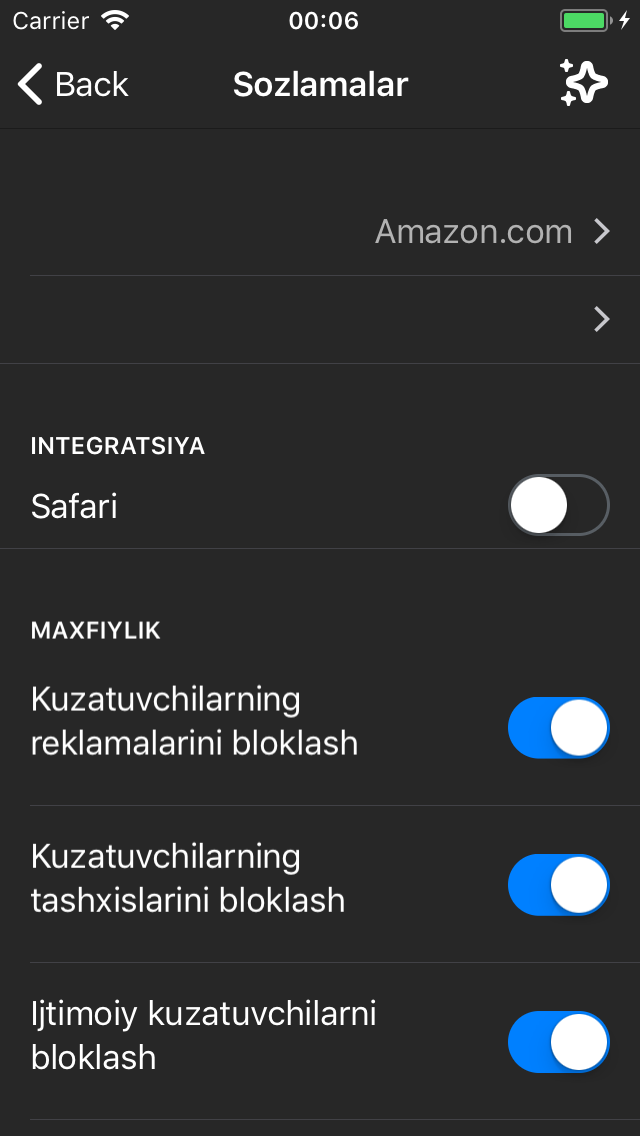 Carrier 00:06
Back Sozlamalar
Amazon.com
INTEGRATSIYA
Safari
MAXFIYLIK
Kuzatuvchilarning
reklamalarini bloklash
Kuzatuvchilarning
tashxislarini bloklash
Ijtimoiy kuzatuvchilarni
bloklash